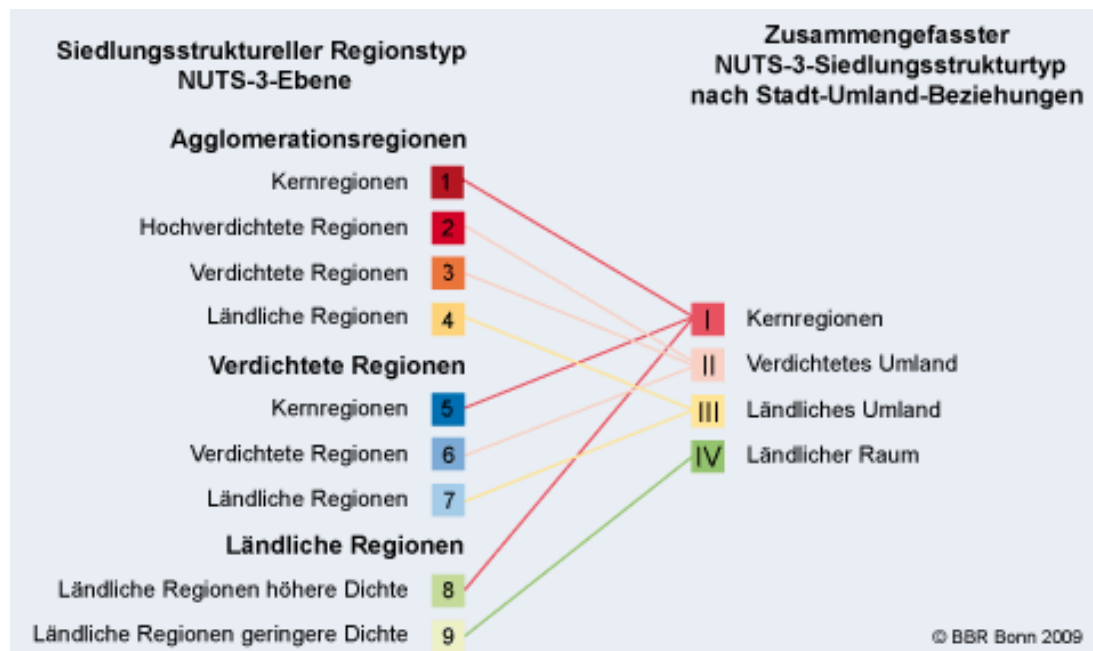 Siedlungsstruktureller Regionstyp
NUTS-3-Ebene
Agglomerationsregionen
Kernregionen 1
Hochverdichtete Regionen 2
Verdichtete Regionen 3
Ländliche Regionen 4
Verdichtete Regionen
Kernregionen 5
Verdichtete Regionen 6
Ländliche Regionen 7
Ländliche Regionen
Ländliche Regionen höhere Dichte 8
Ländliche Regionen geringere Dichte 9
Zusammengefasster
NUTS-3-Siedlungsstrukturtyp
nach Stadt-Umland-Beziehungen
I Kernregionen
II Verdichtetes Umland
III Ländliches Umland
IV Ländlicher Raum
© BBR Bonn 2009